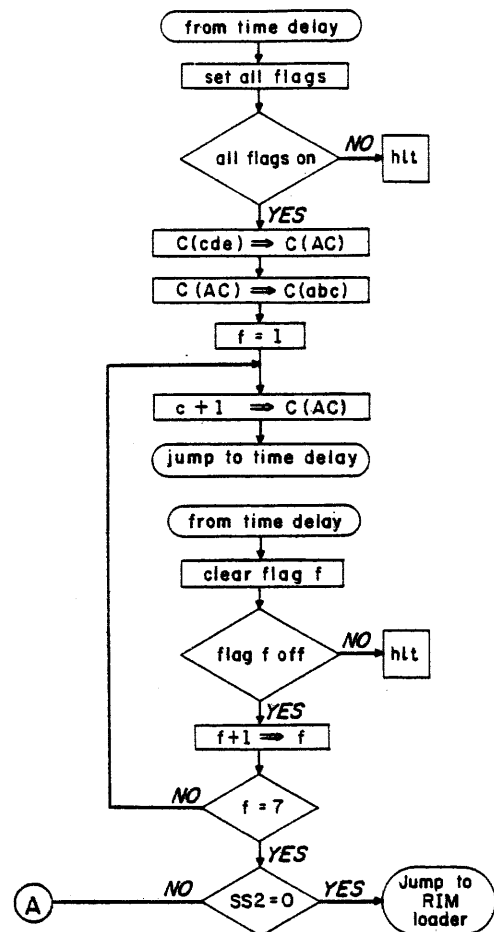 from time delay
set all flags
all flags on
NO
hlt
YES
C(cde) ⇒ C(AC)
C(AC) ⇒ C(abc)
f = 1
c + 1 ⇒ C(AC)
jump to time delay
from time delay
clear flag f
flag f off
NO
hlt
YES
f+1 ⇒ f
NO
f = 7
YES
A
NO
SS2=0
YES
Jump to
RIM
loader